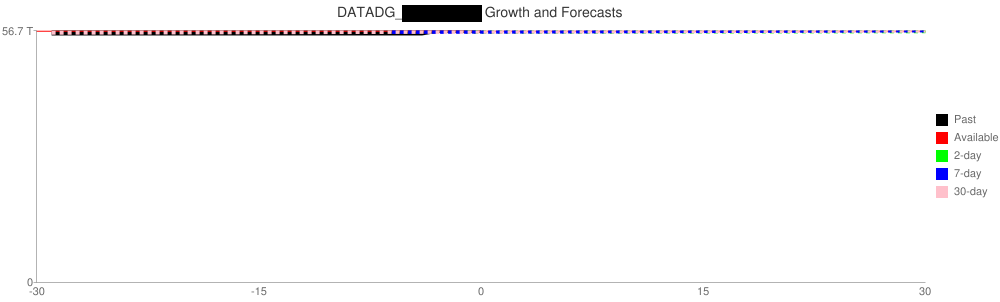 DATADG_ Growth and Forecasts
56.7 T
0
-30
-15
0
15
30
Past
Available
2-day
7-day
30-day